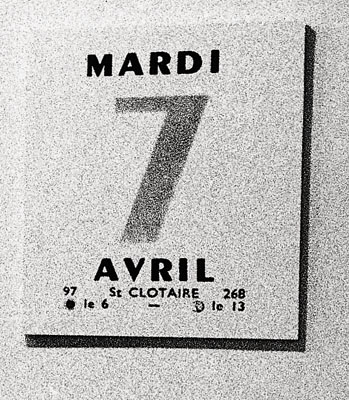 MARDI
7
AVRIL
97 St CLOTAIRE 268
le 6 — le 13